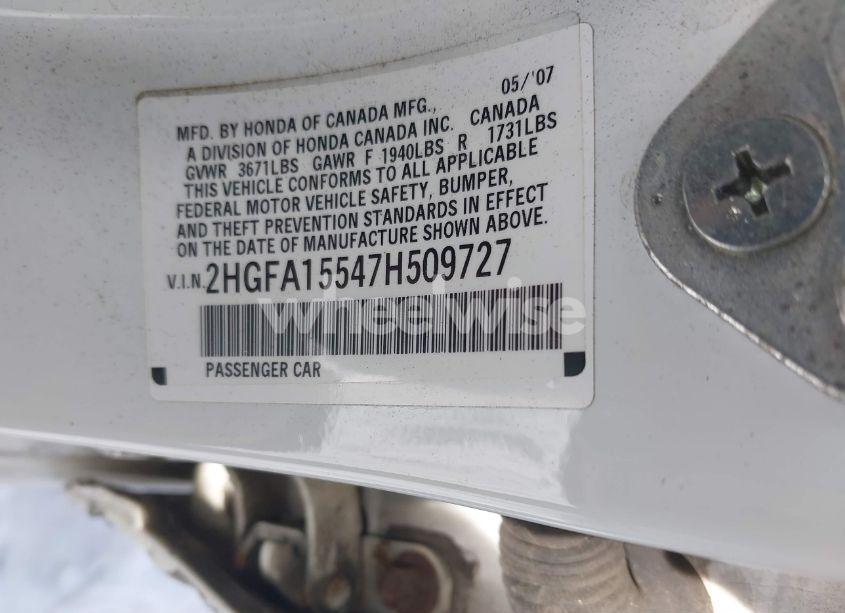 05/'07
MFD. BY HONDA OF CANADA MFG.,
A DIVISION OF HONDA CANADA INC. CANADA
GVWR 3671LBS GAWR F 1940LBS R 1731LBS
THIS VEHICLE CONFORMS TO ALL APPLICABLE
FEDERAL MOTOR VEHICLE SAFETY, BUMPER,
AND THEFT PREVENTION STANDARDS IN EFFECT
ON THE DATE OF MANUFACTURE SHOWN ABOVE.
V.I.N. 2HGFA15547H509727
wheelwise
PASSENGER CAR